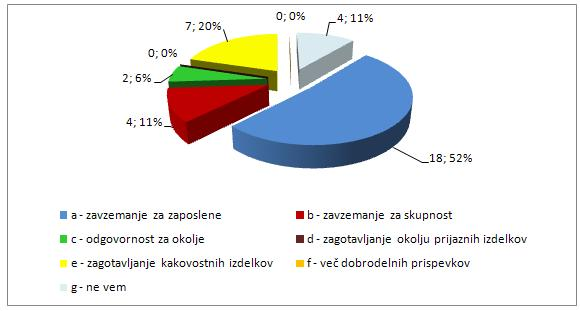 0; 0%
4; 11%
7; 20%
0; 0%
2; 6%
4; 11%
18; 52%
a - zavzemanje za zaposlene
b - zavzemanje za skupnost
c - odgovornost za okolje
d - zagotavljanje okolju prijaznih izdelkov
e - zagotavljanje kakovostnih izdelkov
f - več dobrodelnih prispevkov
g - ne vem